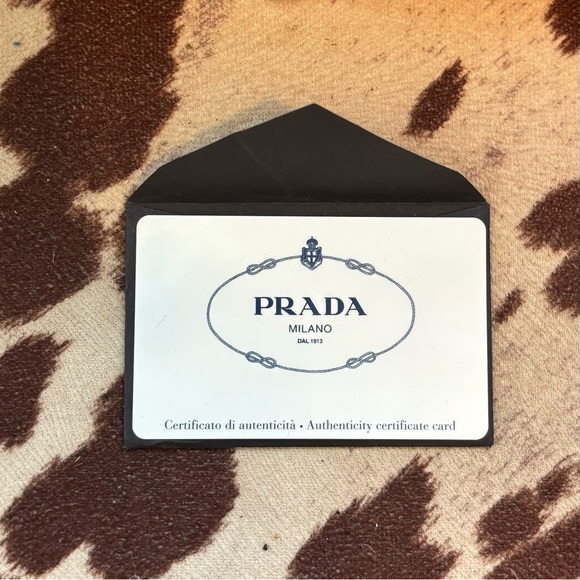 PRADA
MILANO
DAL 1913
Certificato di autenticità • Authenticity certificate card